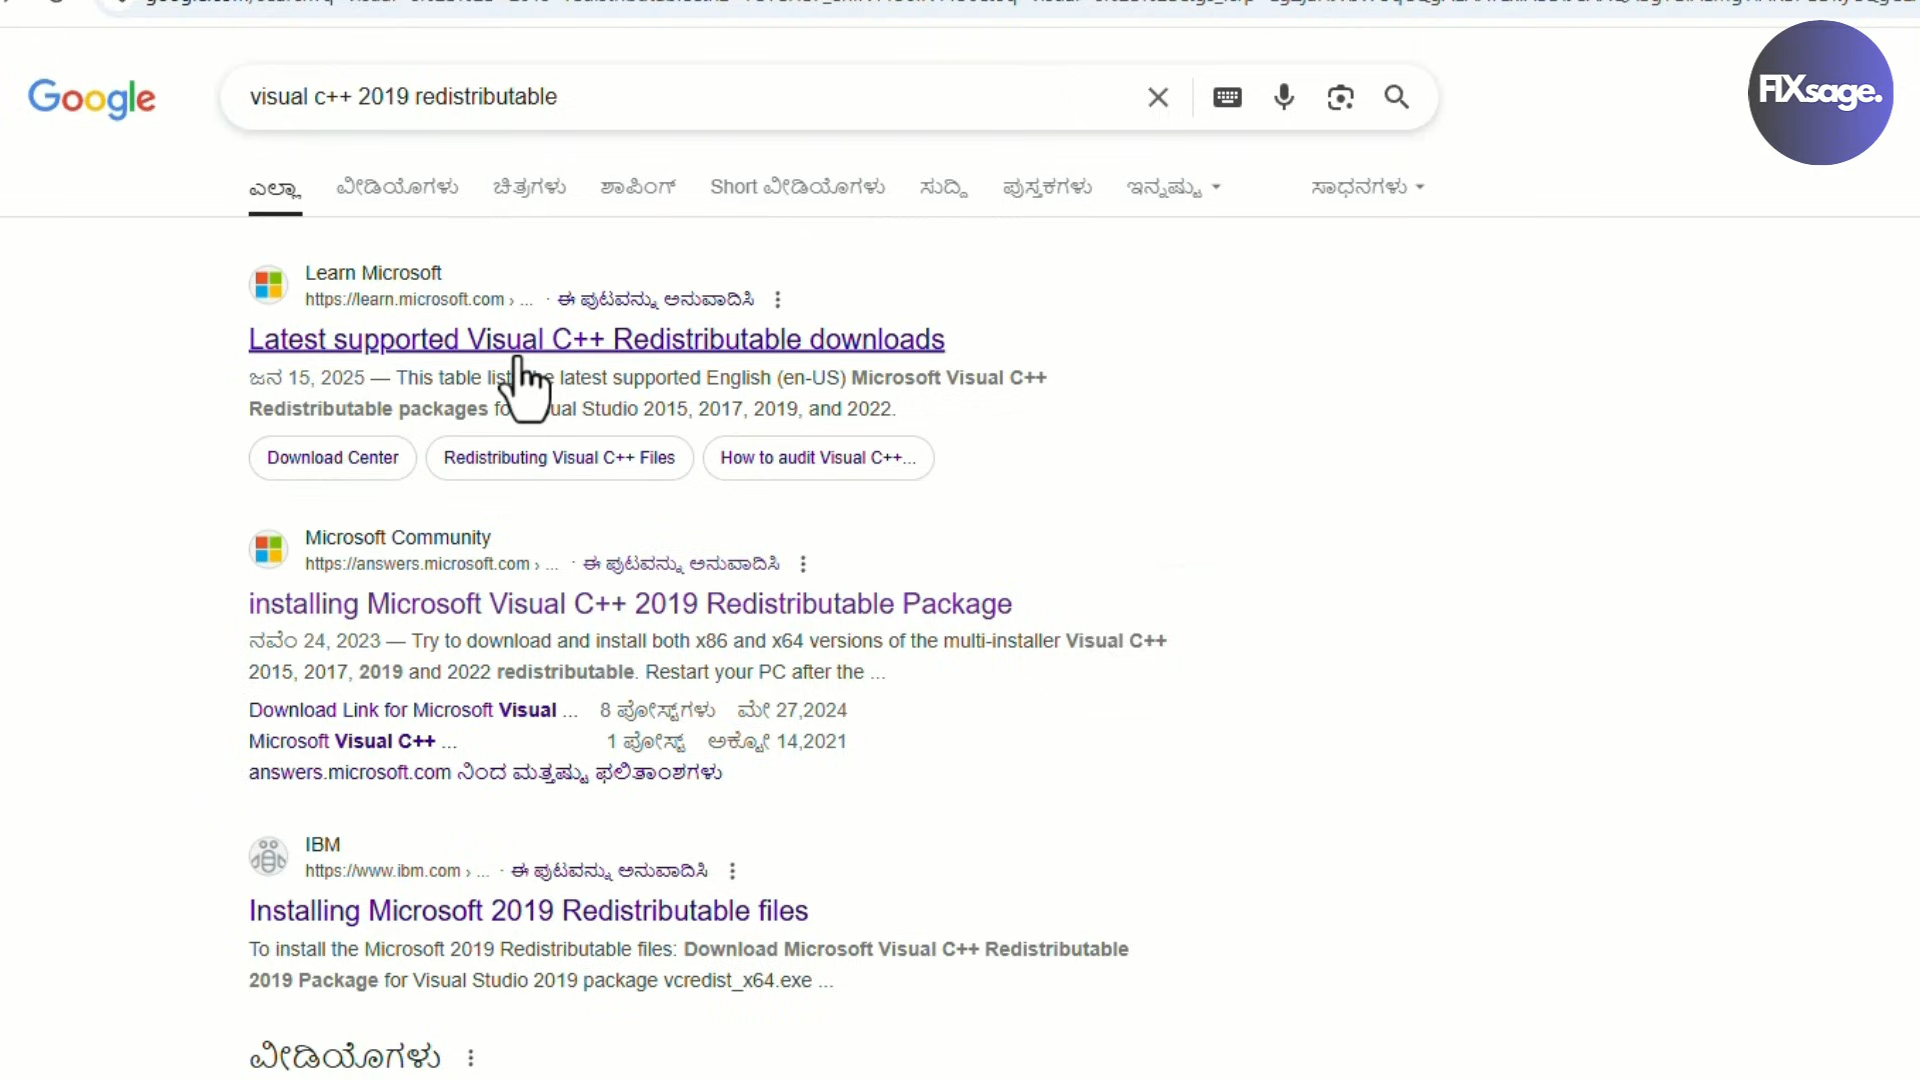 Google
visual c++ 2019 redistributable
FIXsage.
ಎಲ್ಲಾ ವೀಡಿಯೊಗಳು ಚಿತ್ರಗಳು ಶಾಪಿಂಗ್ Short ವೀಡಿಯೊಗಳು ಸುದ್ದಿ ಪುಸ್ತಕಗಳು ಇನ್ನಷ್ಟು ಸಾಧನಗಳು
Learn Microsoft
https://learn.microsoft.com › ... · ಈ ಪುಟವನ್ನು ಅನುವಾದಿಸಿ
Latest supported Visual C++ Redistributable downloads
ಜನ 15, 2025 — This table latest supported English (en-US) Microsoft Visual C++
Redistributable packages Studio 2015, 2017, 2019, and 2022.
Download Center Redistributing Visual C++ Files How to audit Visual C++...
Microsoft Community
https://answers.microsoft.com › ... · ಈ ಪುಟವನ್ನು ಅನುವಾದಿಸಿ
installing Microsoft Visual C++ 2019 Redistributable Package
ನವೆಂ 24, 2023 — Try to download and install both x86 and x64 versions of the multi-installer Visual C++
2015, 2017, 2019 and 2022 redistributable. Restart your PC after the ...
Download Link for Microsoft Visual ... 8 ಪೋಸ್ಟ್‌ಗಳು ಮೇ 27,2024
Microsoft Visual C++ ... 1 ಪೋಸ್ಟ್ ಅಕ್ಟೋ 14,2021
answers.microsoft.com ನಿಂದ ಮತ್ತಷ್ಟು ಫಲಿತಾಂಶಗಳು
IBM
https://www.ibm.com › ... · ಈ ಪುಟವನ್ನು ಅನುವಾದಿಸಿ
Installing Microsoft 2019 Redistributable files
To install the Microsoft 2019 Redistributable files: Download Microsoft Visual C++ Redistributable
2019 Package for Visual Studio 2019 package vcredist_x64.exe ...
ವೀಡಿಯೊಗಳು